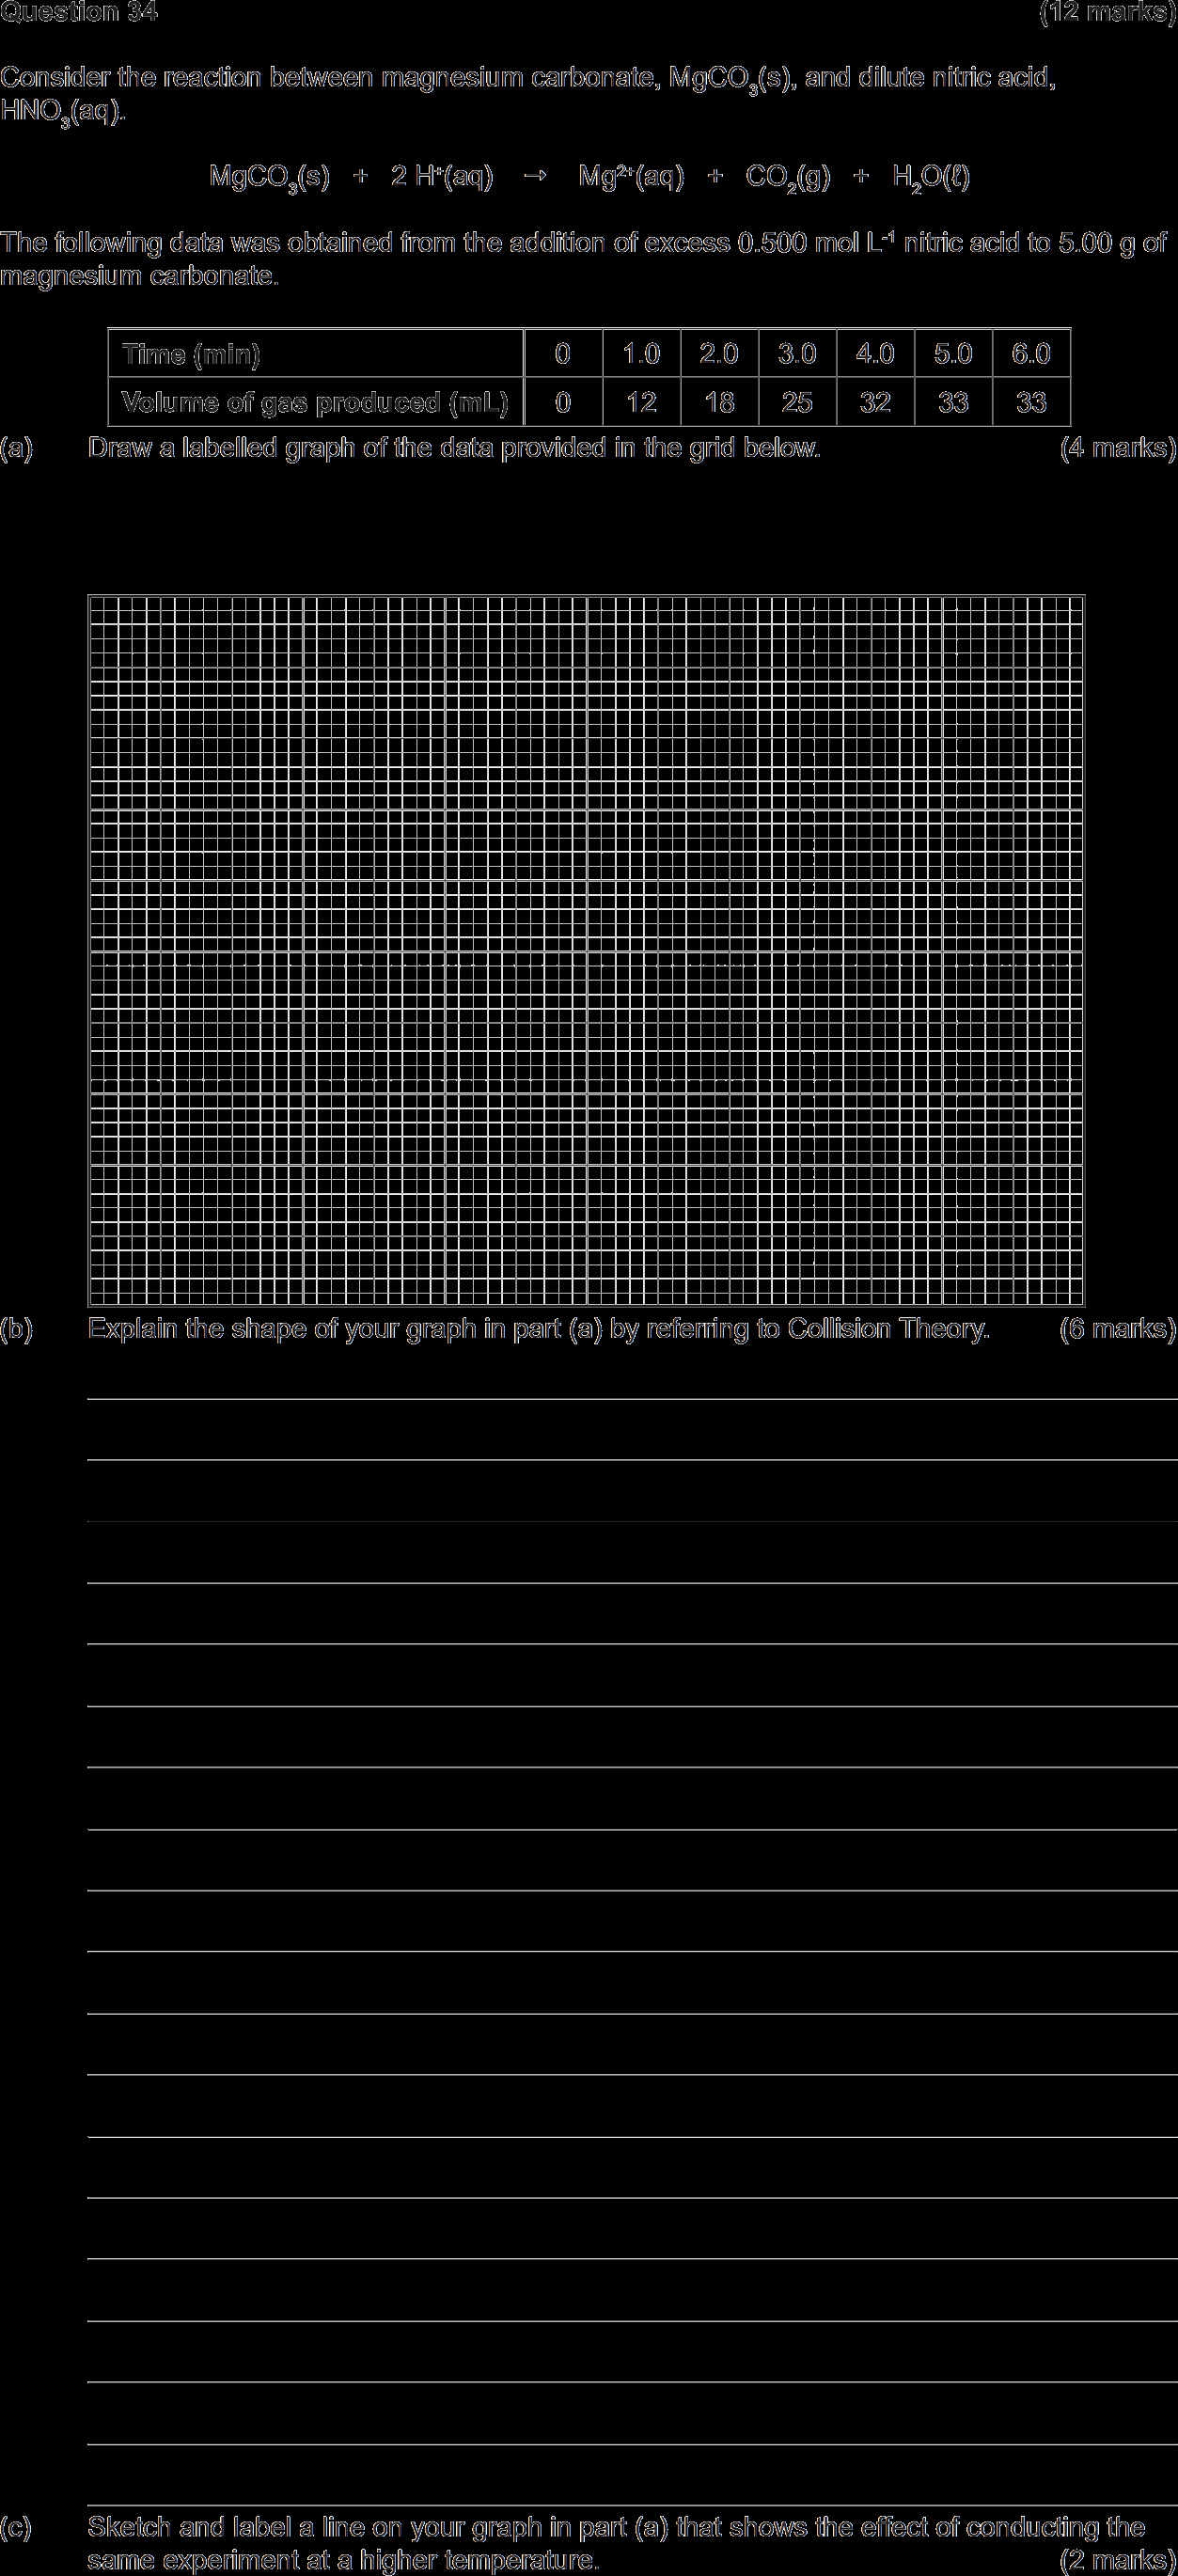 Question 34 (12 marks)
Consider the reaction between magnesium carbonate, MgCO₃(s), and dilute nitric acid,
HNO₃(aq).
MgCO₃(s) + 2 H⁺(aq) → Mg²⁺(aq) + CO₂(g) + H₂O(ℓ)
The following data was obtained from the addition of excess 0.500 mol L⁻¹ nitric acid to 5.00 g of
magnesium carbonate.
Time (min) 0 1.0 2.0 3.0 4.0 5.0 6.0
Volume of gas produced (mL) 0 12 18 25 32 33 33
(a) Draw a labelled graph of the data provided in the grid below. (4 marks)
(b) Explain the shape of your graph in part (a) by referring to Collision Theory. (6 marks)
(c) Sketch and label a line on your graph in part (a) that shows the effect of conducting the
same experiment at a higher temperature. (2 marks)